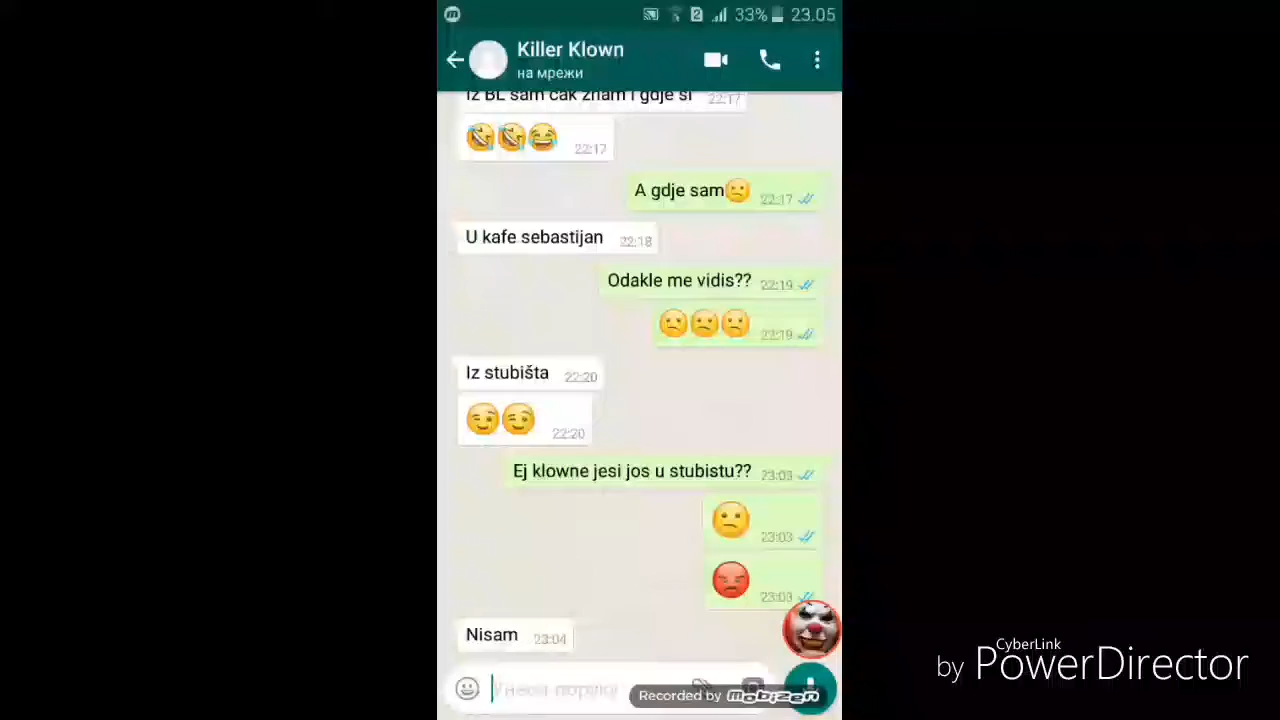 33% 23.05
Killer Klown
на мрежи
Iz BL sam cak znam i gdje si 22:17
22:17
A gdje sam 22:17
U kafe sebastijan 22:18
Odakle me vidis?? 22:19
22:19
Iz stubišta 22:20
22:20
Ej klowne jesi jos u stubistu?? 23:03
23:03
23:03
Nisam 23:04
Унеси поруку
Recorded by mobizen
CyberLink
by PowerDirector